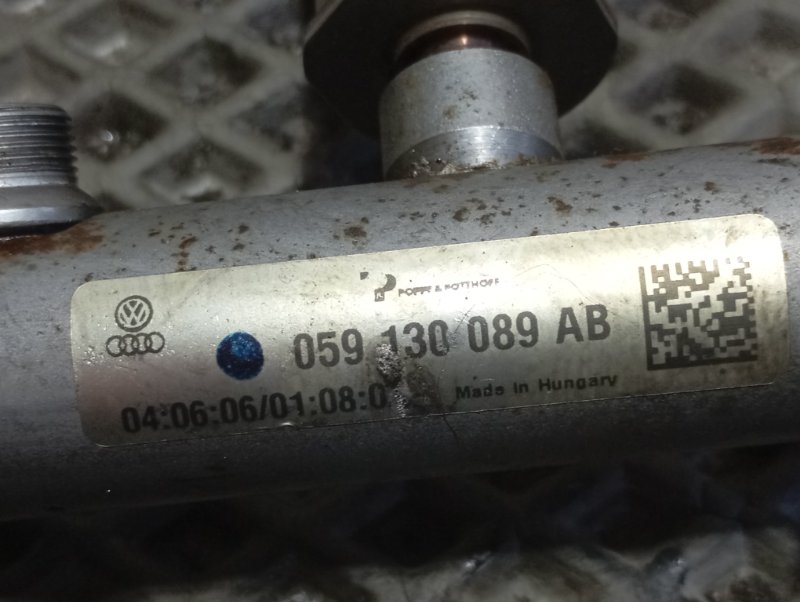 POPPE & POTTHOFF
059 130 089 AB
04:06:06/01:08:0
Made in Hungary